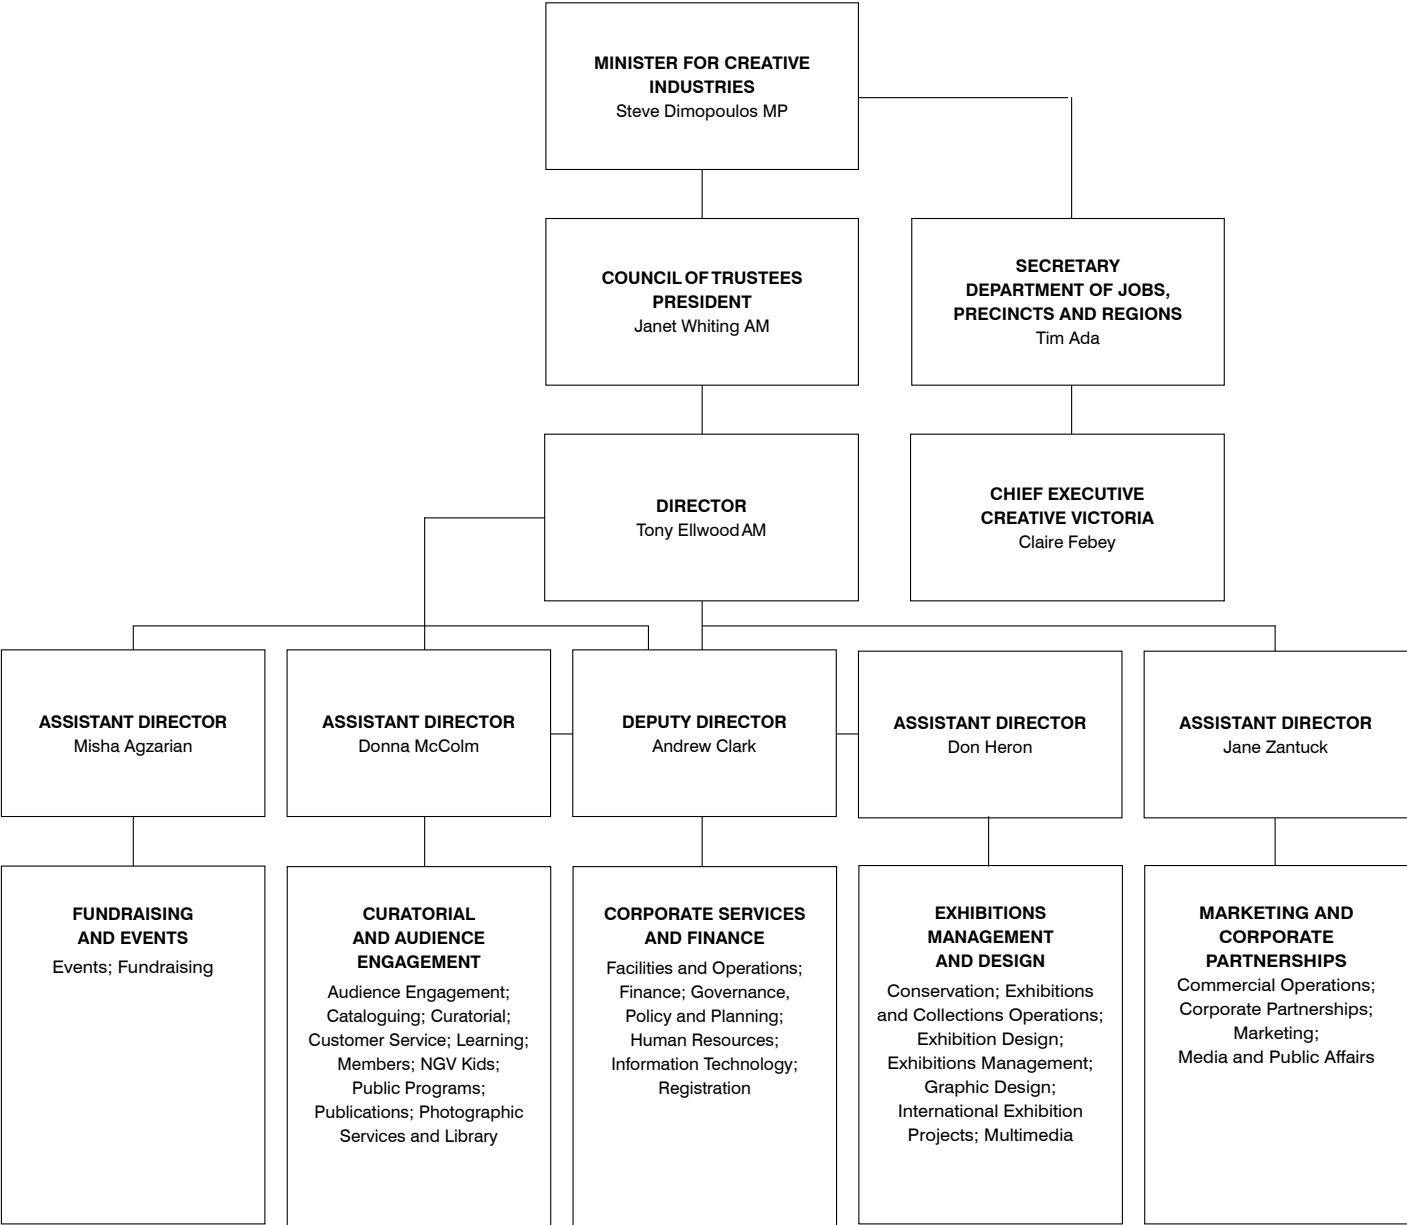 MINISTER FOR CREATIVE
INDUSTRIES
Steve Dimopoulos MP
COUNCIL OF TRUSTEES
PRESIDENT
Janet Whiting AM
SECRETARY
DEPARTMENT OF JOBS,
PRECINCTS AND REGIONS
Tim Ada
DIRECTOR
Tony Ellwood AM
CHIEF EXECUTIVE
CREATIVE VICTORIA
Claire Febey
ASSISTANT DIRECTOR
Misha Agzarian
ASSISTANT DIRECTOR
Donna McColm
DEPUTY DIRECTOR
Andrew Clark
ASSISTANT DIRECTOR
Don Heron
ASSISTANT DIRECTOR
Jane Zantuck
FUNDRAISING
AND EVENTS
Events; Fundraising
CURATORIAL
AND AUDIENCE
ENGAGEMENT
Audience Engagement;
Cataloguing; Curatorial;
Customer Service; Learning;
Members; NGV Kids;
Public Programs;
Publications; Photographic
Services and Library
CORPORATE SERVICES
AND FINANCE
Facilities and Operations;
Finance; Governance,
Policy and Planning;
Human Resources;
Information Technology;
Registration
EXHIBITIONS
MANAGEMENT
AND DESIGN
Conservation; Exhibitions
and Collections Operations;
Exhibition Design;
Exhibitions Management;
Graphic Design;
International Exhibition
Projects; Multimedia
MARKETING AND
CORPORATE
PARTNERSHIPS
Commercial Operations;
Corporate Partnerships;
Marketing;
Media and Public Affairs